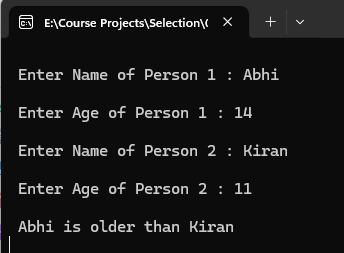 E:\Course Projects\Selection\
Enter Name of Person 1 : Abhi
Enter Age of Person 1 : 14
Enter Name of Person 2 : Kiran
Enter Age of Person 2 : 11
Abhi is older than Kiran